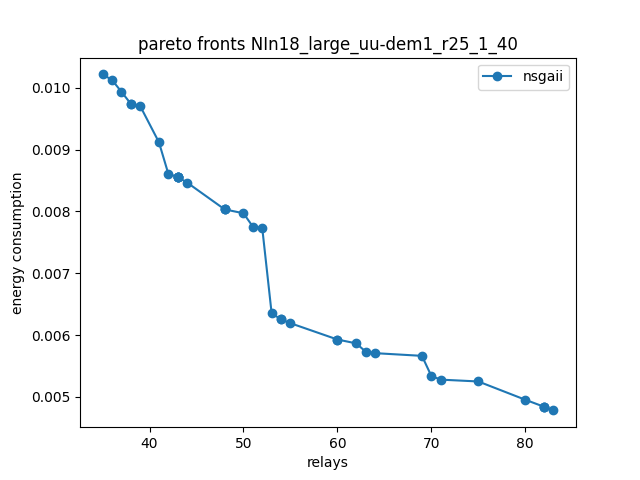 pareto fronts NIn18_large_uu-dem1_r25_1_40
nsgaii
0.010
0.009
0.008
0.007
0.006
0.005
energy consumption
40 50 60 70 80
relays